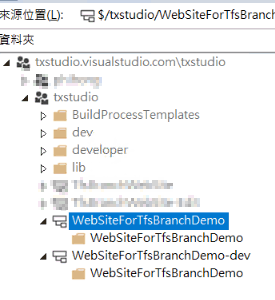 來源位置(L): $/txstudio/WebSiteForTfsBranch
資料夾
txstudio.visualstudio.com\txstudio
txstudio
BuildProcessTemplates
dev
developer
lib
WebSiteForTfsBranchDemo
WebSiteForTfsBranchDemo
WebSiteForTfsBranchDemo-dev
WebSiteForTfsBranchDemo